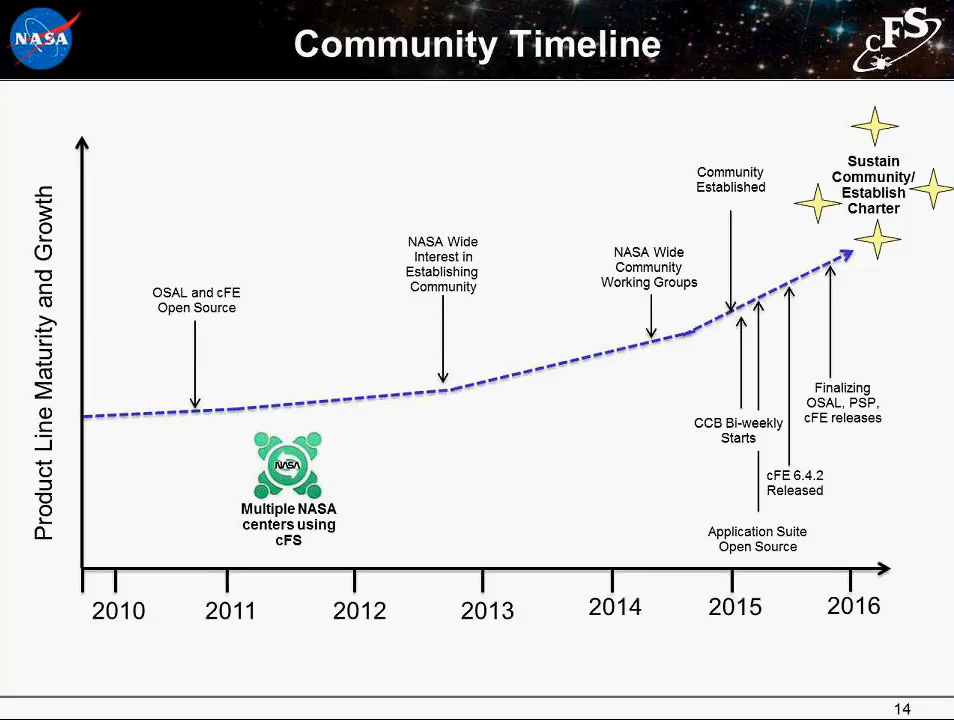 NASA
Community Timeline
cFS
Product Line Maturity and Growth
OSAL and cFE
Open Source
NASA Wide
Interest in
Establishing
Community
NASA Wide
Community
Working Groups
Community
Established
Sustain
Community/
Establish
Charter
CCB Bi-weekly
Starts
Application Suite
Open Source
cFE 6.4.2
Released
Finalizing
OSAL, PSP,
cFE releases
NASA
Multiple NASA
centers using
cFS
2010
2011
2012
2013
2014
2015
2016
14